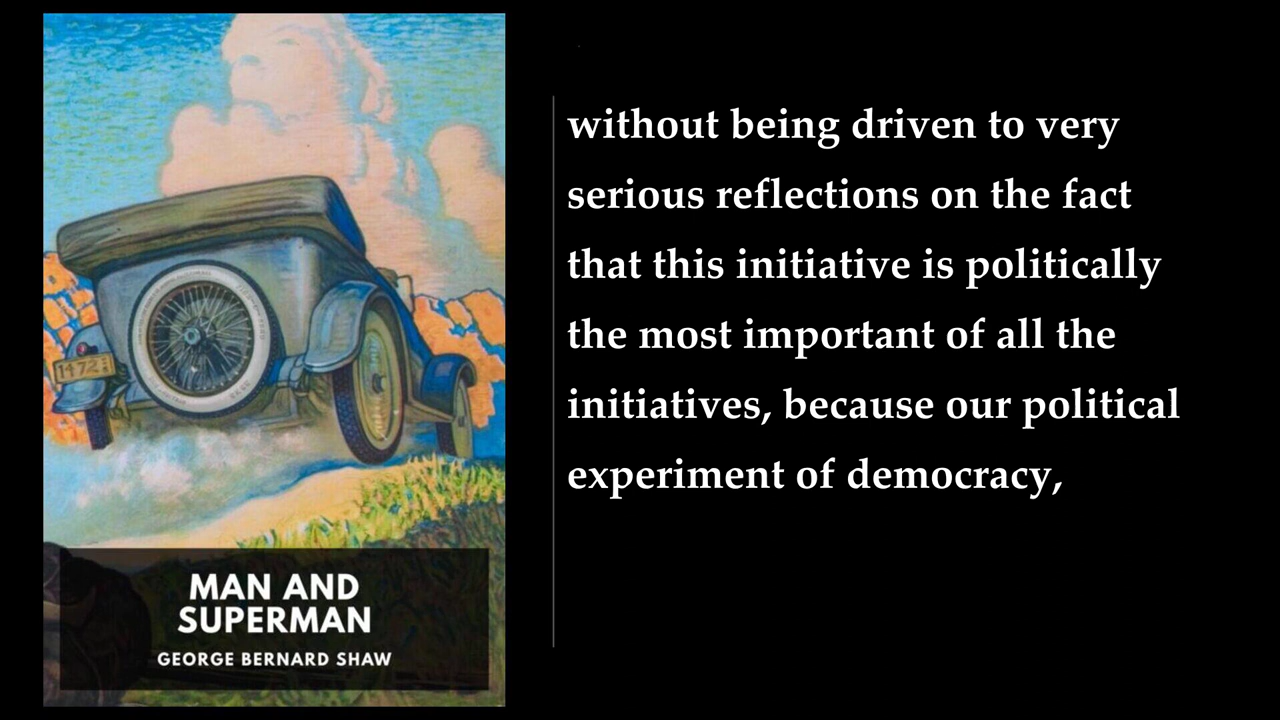 without being driven to very
serious reflections on the fact
that this initiative is politically
the most important of all the
initiatives, because our political
experiment of democracy,
1472
MAN AND
SUPERMAN
GEORGE BERNARD SHAW